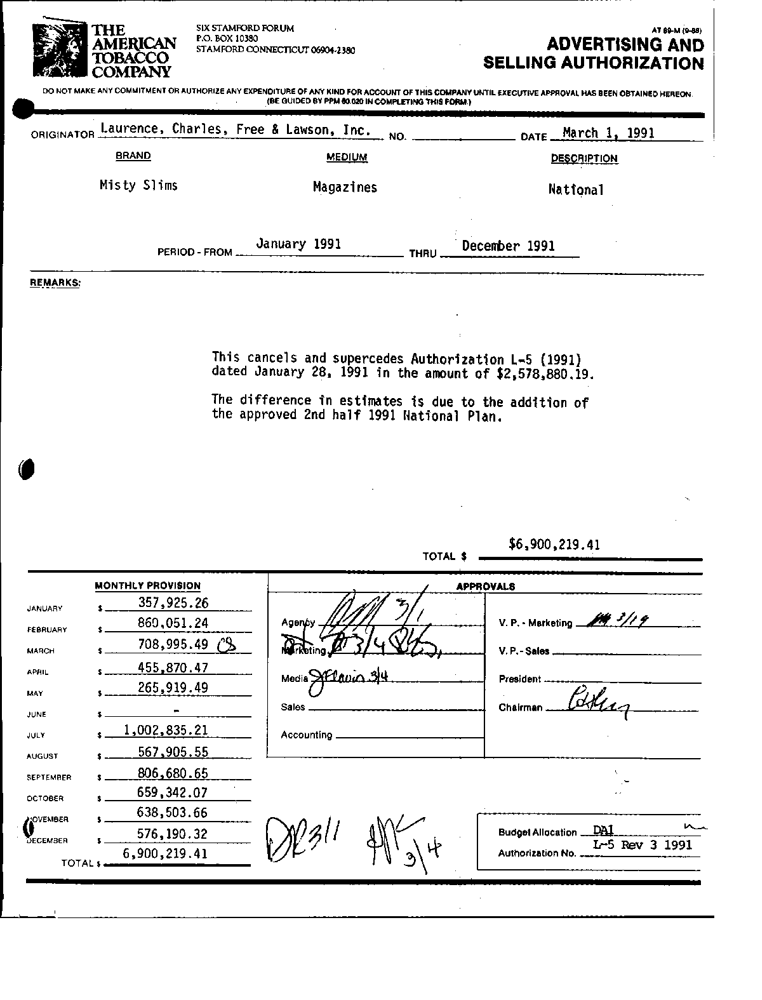 THE
AMERICAN
TOBACCO
COMPANY
SIX STAMFORD FORUM
P.O. BOX 10380
STAMFORD CONNECTICUT 06904-2380
AT 89-M (9-88)
ADVERTISING AND
SELLING AUTHORIZATION
DO NOT MAKE ANY COMMITMENT OR AUTHORIZE ANY EXPENDITURE OF ANY KIND FOR ACCOUNT OF THIS COMPANY UNTIL EXECUTIVE APPROVAL HAS BEEN OBTAINED HEREON.
(BE GUIDED BY PPM 60.020 IN COMPLETING THIS FORM.)
ORIGINATOR Laurence, Charles, Free & Lawson, Inc. NO. DATE March 1, 1991
BRAND MEDIUM DESCRIPTION
Misty Slims Magazines National
PERIOD - FROM January 1991 THRU December 1991
REMARKS:
This cancels and supercedes Authorization L-5 (1991)
dated January 28, 1991 in the amount of $2,578,880.19.
The difference in estimates is due to the addition of
the approved 2nd half 1991 National Plan.
TOTAL $ $6,900,219.41
MONTHLY PROVISION
JANUARY $ 357,925.26
FEBRUARY $ 860,051.24
MARCH $ 708,995.49
APRIL $ 455,870.47
MAY $ 265,919.49
JUNE $ -
JULY $ 1,002,835.21
AUGUST $ 567,905.55
SEPTEMBER $ 806,680.65
OCTOBER $ 659,342.07
NOVEMBER $ 638,503.66
DECEMBER $ 576,190.32
TOTAL $ 6,900,219.41
APPROVALS
Agency 3/1
Marketing 3/4
Media 3/4
Sales
Accounting
V. P. - Marketing 3/19
V. P. - Sales
President
Chairman
3/1
3/4
Budget Allocation DAI
Authorization No. L-5 Rev 3 1991